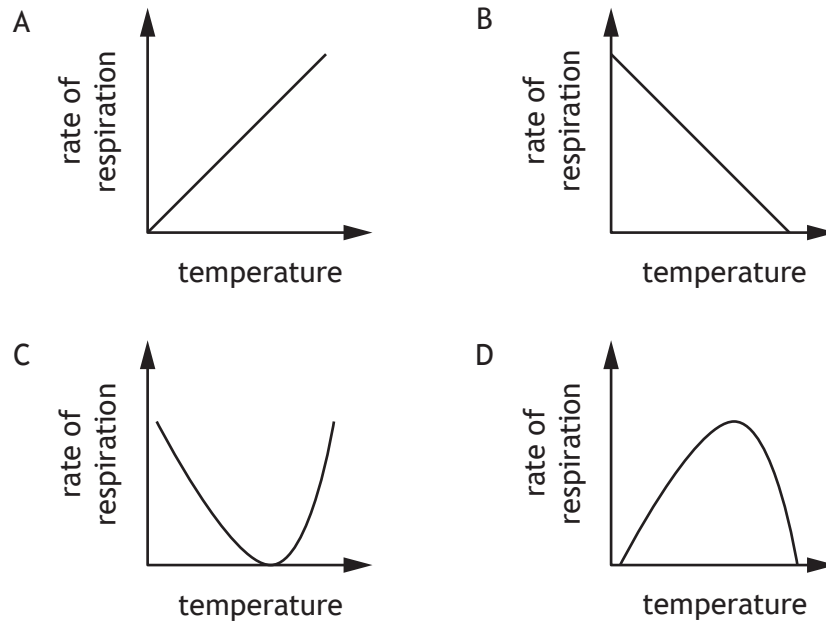 A
rate of
respiration
temperature
B
rate of
respiration
temperature
C
rate of
respiration
temperature
D
rate of
respiration
temperature